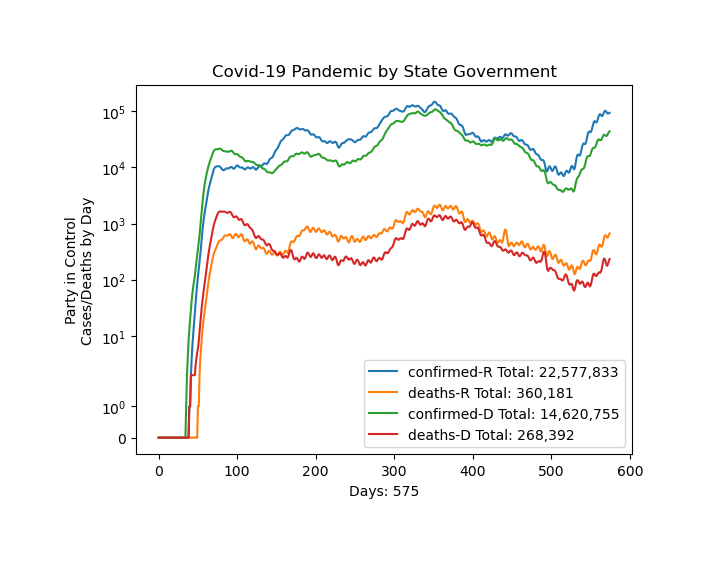 Covid-19 Pandemic by State Government
Party in Control
Cases/Deaths by Day
10^5
10^4
10^3
10^2
10^1
10^0
0
confirmed-R Total: 22,577,833
deaths-R Total: 360,181
confirmed-D Total: 14,620,755
deaths-D Total: 268,392
0 100 200 300 400 500 600
Days: 575